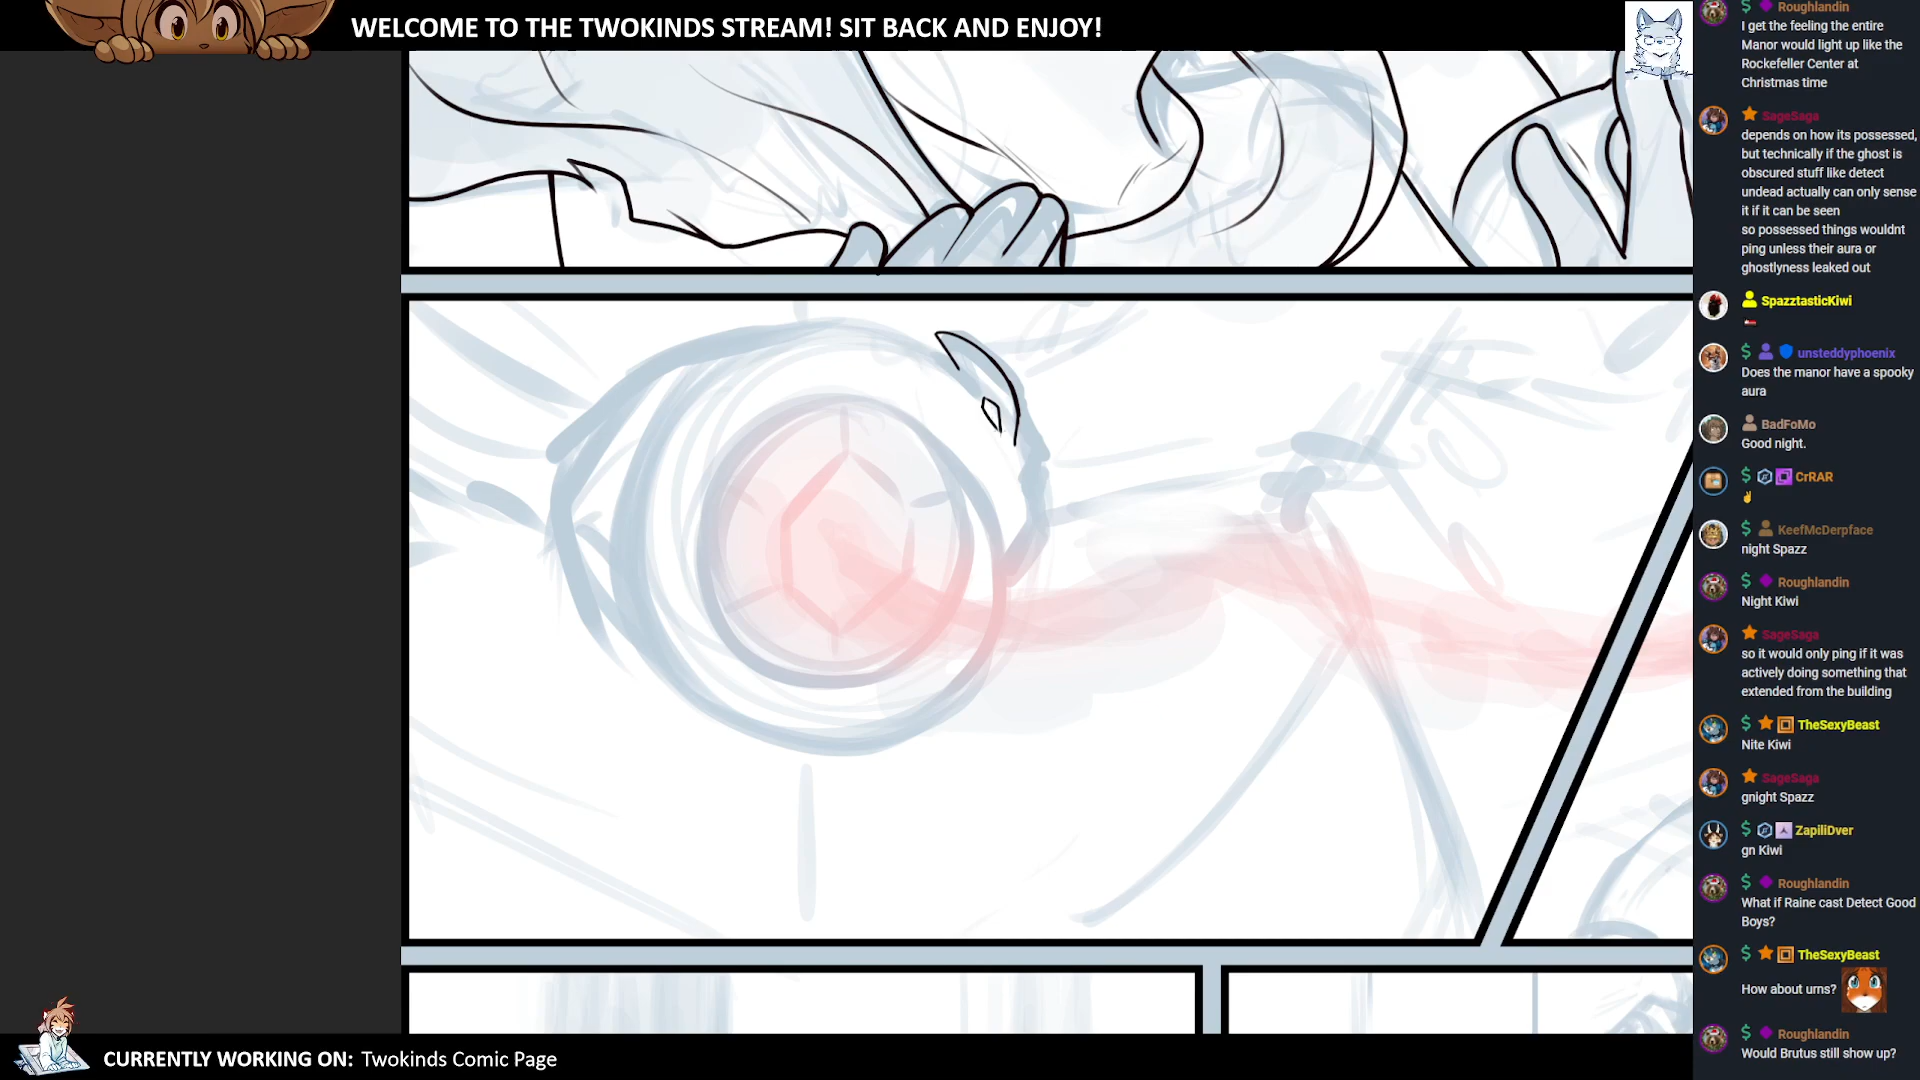 WELCOME TO THE TWOKINDS STREAM! SIT BACK AND ENJOY!
Roughlandin
I get the feeling the entire
Manor would light up like the
Rockefeller Center at
Christmas time
SageSaga
depends on how its possessed,
but technically if the ghost is
obscured stuff like detect
undead actually can only sense
it if it can be seen
so possessed things wouldnt
ping unless their aura or
ghostlyness leaked out
SpazztasticKiwi
unsteddyphoenix
Does the manor have a spooky
aura
BadFoMo
Good night.
CrRAR
KeefMcDerpface
night Spazz
Roughlandin
Night Kiwi
SageSaga
so it would only ping if it was
actively doing something that
extended from the building
TheSexyBeast
Nite Kiwi
SageSaga
gnight Spazz
ZapiliDver
gn Kiwi
Roughlandin
What if Raine cast Detect Good
Boys?
TheSexyBeast
How about urns?
Roughlandin
Would Brutus still show up?
CURRENTLY WORKING ON: Twokinds Comic Page